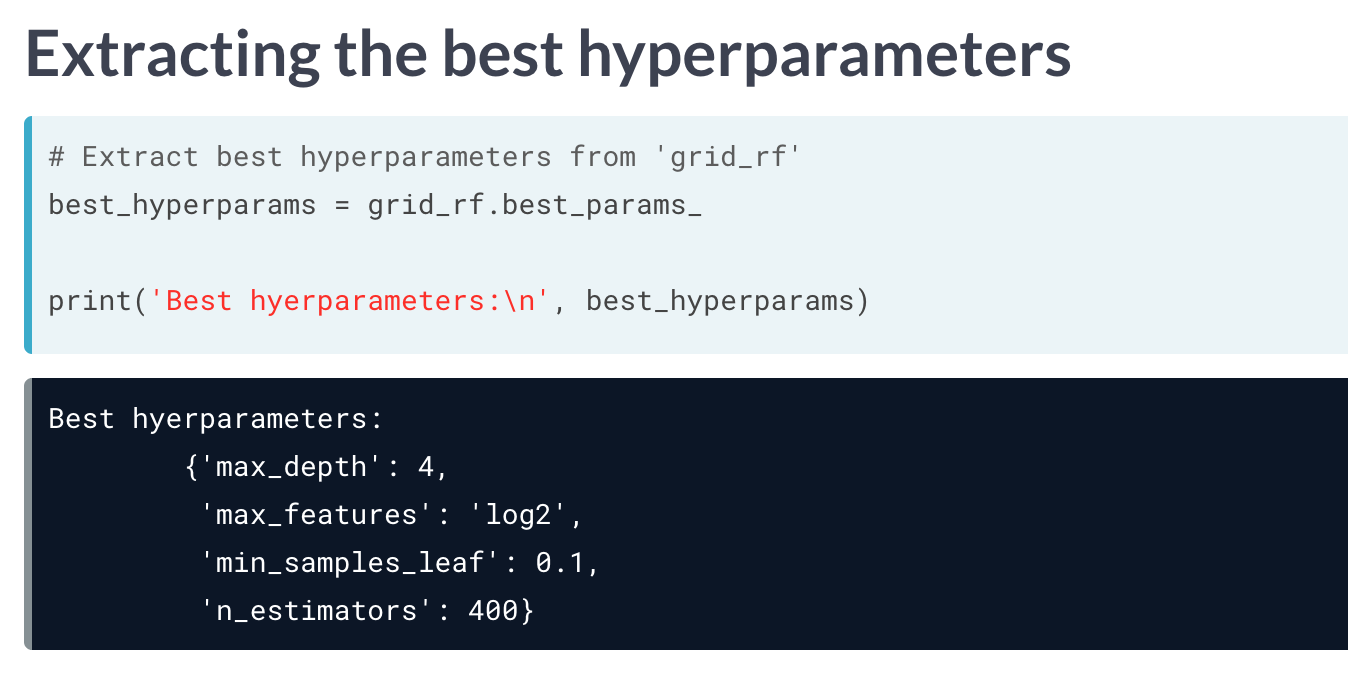 Extracting the best hyperparameters
# Extract best hyperparameters from 'grid_rf'
best_hyperparams = grid_rf.best_params_
print('Best hyerparameters:\n', best_hyperparams)
Best hyerparameters:
{'max_depth': 4,
'max_features': 'log2',
'min_samples_leaf': 0.1,
'n_estimators': 400}